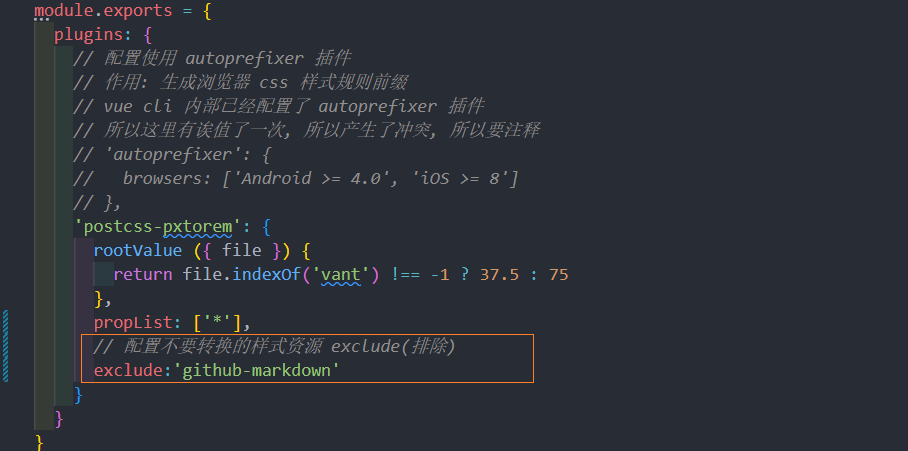 module.exports = {
plugins: {
// 配置使用 autoprefixer 插件
// 作用: 生成浏览器 css 样式规则前缀
// vue cli 内部已经配置了 autoprefixer 插件
// 所以这里有诶值了一次, 所以产生了冲突, 所以要注释
// 'autoprefixer': {
//   browsers: ['Android >= 4.0', 'iOS >= 8']
// },
'postcss-pxtorem': {
rootValue ({ file }) {
return file.indexOf('vant') !== -1 ? 37.5 : 75
},
propList: ['*'],
// 配置不要转换的样式资源 exclude(排除)
exclude:'github-markdown'
}
}
}